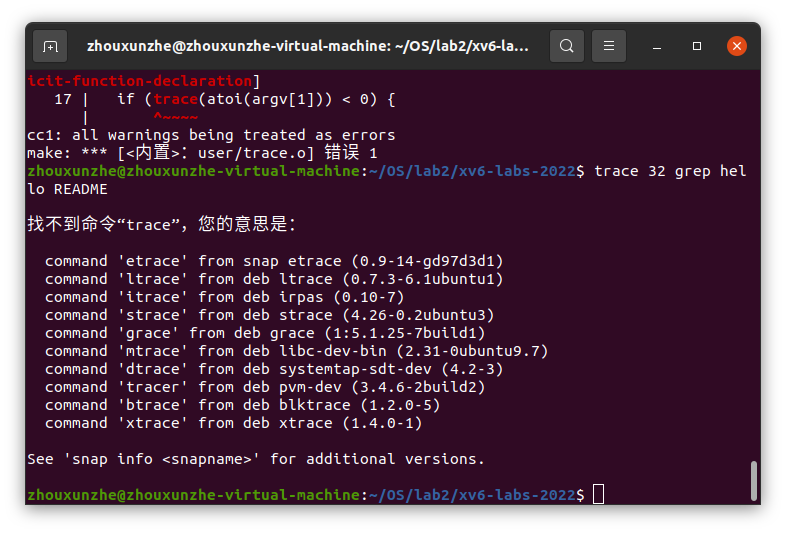 zhouxunzhe@zhouxunzhe-virtual-machine: ~/OS/lab2/xv6-la...
icit-function-declaration]
   17 |   if (trace(atoi(argv[1])) < 0) {
      |       ^~~~~
cc1: all warnings being treated as errors
make: *** [<内置>：user/trace.o] 错误 1
zhouxunzhe@zhouxunzhe-virtual-machine:~/OS/lab2/xv6-labs-2022$ trace 32 grep hel
lo README
找不到命令“trace”，您的意思是：
  command 'etrace' from snap etrace (0.9-14-gd97d3d1)
  command 'ltrace' from deb ltrace (0.7.3-6.1ubuntu1)
  command 'itrace' from deb irpas (0.10-7)
  command 'strace' from deb strace (4.26-0.2ubuntu3)
  command 'grace' from deb grace (1:5.1.25-7build1)
  command 'mtrace' from deb libc-dev-bin (2.31-0ubuntu9.7)
  command 'dtrace' from deb systemtap-sdt-dev (4.2-3)
  command 'tracer' from deb pvm-dev (3.4.6-2build2)
  command 'btrace' from deb blktrace (1.2.0-5)
  command 'xtrace' from deb xtrace (1.4.0-1)
See 'snap info <snapname>' for additional versions.
zhouxunzhe@zhouxunzhe-virtual-machine:~/OS/lab2/xv6-labs-2022$